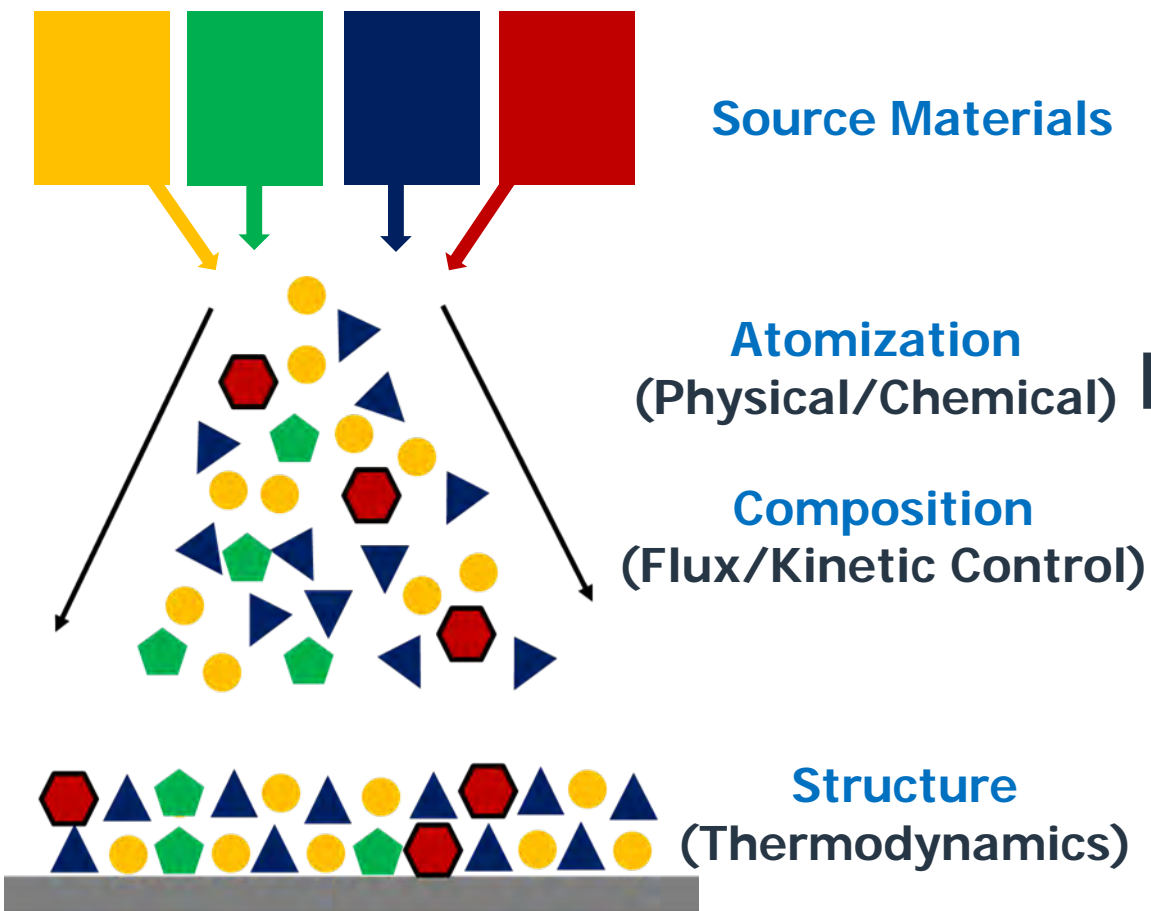 Source Materials
Atomization
(Physical/Chemical)
Composition
(Flux/Kinetic Control)
Structure
(Thermodynamics)